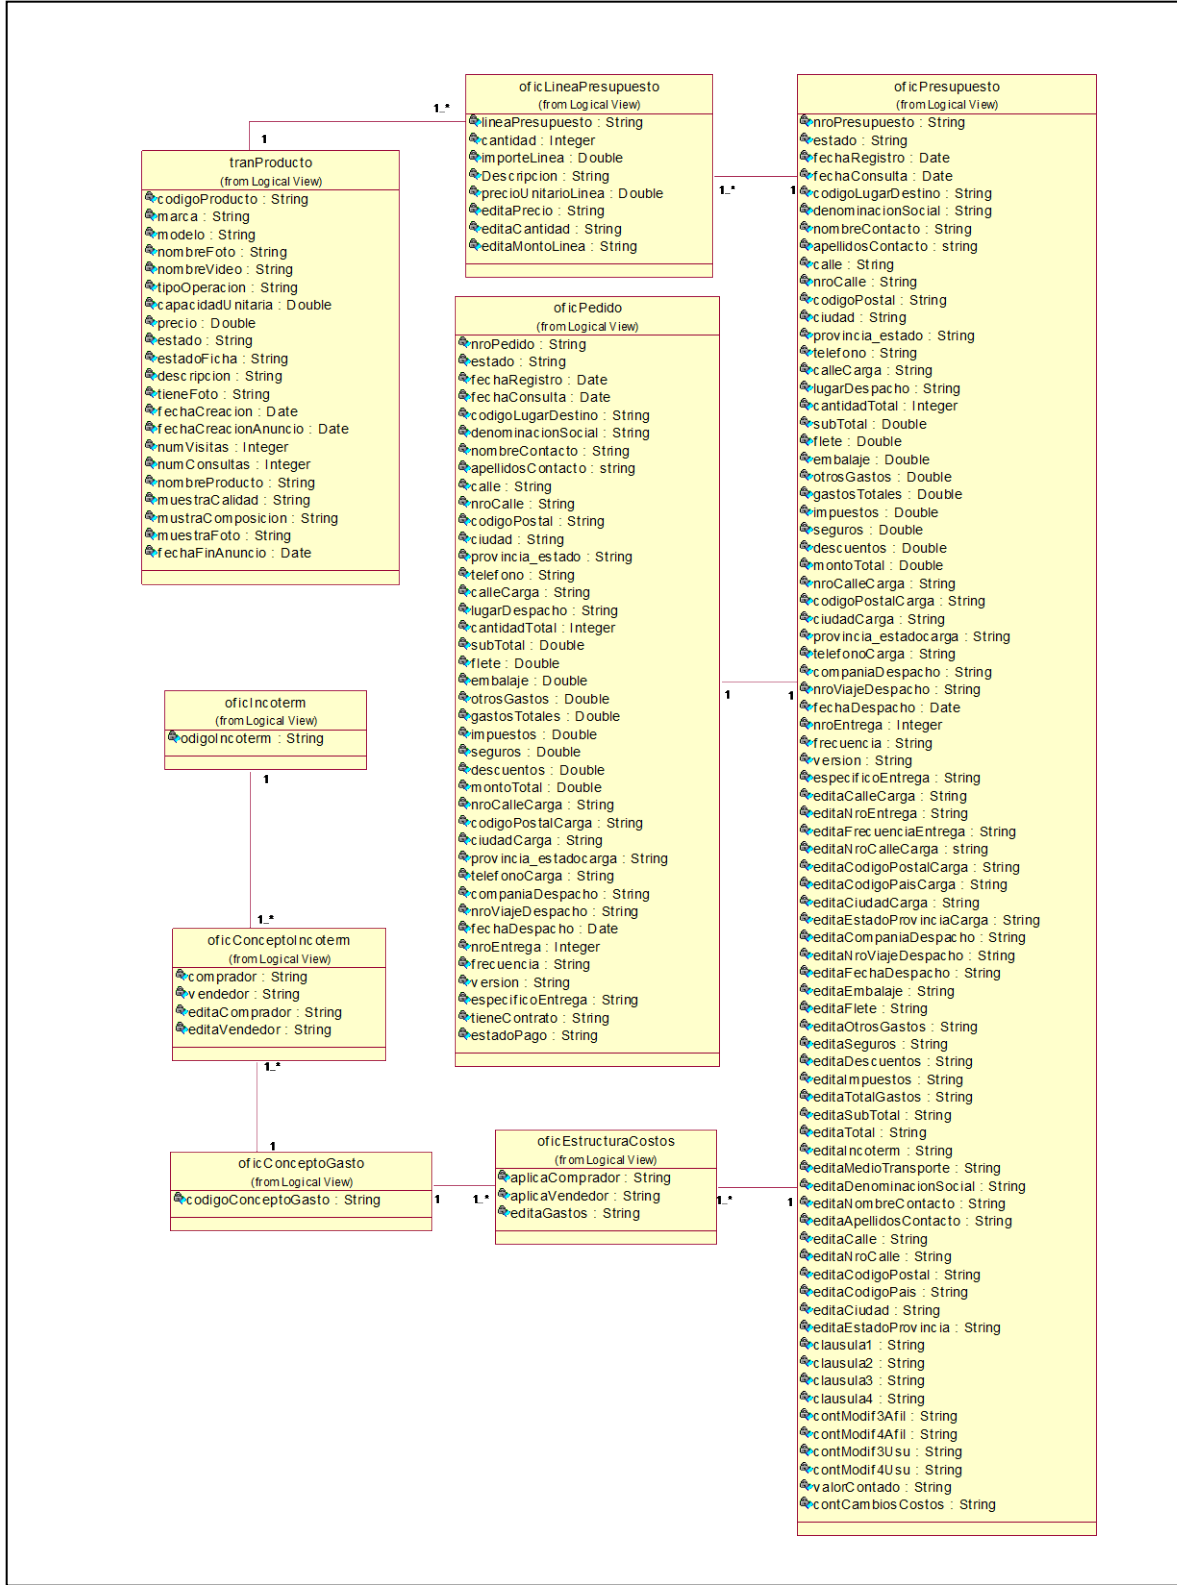 oficLineaPresupuesto
(from Logical View)
lineaPresupuesto : String
cantidad : Integer
importeLinea : Double
Descripcion : String
precioUnitarioLinea : Double
editaPrecio : String
editaCantidad : String
editaMontoLinea : String
1..*
1
1..*
1
tranProducto
(from Logical View)
codigoProducto : String
marca : String
modelo : String
nombreFoto : String
nombreVideo : String
tipoOperacion : String
capacidadUnitaria : Double
precio : Double
estado : String
estadoFicha : String
descripcion : String
tieneFoto : String
fechaCreacion : Date
fechaCreacionAnuncio : Date
numVisitas : Integer
numConsultas : Integer
nombreProducto : String
muestraCalidad : String
mustraComposicion : String
muestraFoto : String
fechaFinAnuncio : Date
oficPedido
(from Logical View)
nroPedido : String
estado : String
fechaRegistro : Date
fechaConsulta : Date
codigoLugarDestino : String
denominacionSocial : String
nombreContacto : String
apellidosContacto : string
calle : String
nroCalle : String
codigoPostal : String
ciudad : String
provincia_estado : String
telefono : String
calleCarga : String
lugarDespacho : String
cantidadTotal : Integer
subTotal : Double
flete : Double
embalaje : Double
otrosGastos : Double
gastosTotales : Double
impuestos : Double
seguros : Double
descuentos : Double
montoTotal : Double
nroCalleCarga : String
codigoPostalCarga : String
ciudadCarga : String
provincia_estadocarga : String
telefonoCarga : String
companiaDespacho : String
nroViajeDespacho : String
fechaDespacho : Date
nroEntrega : Integer
frecuencia : String
version : String
especificoEntrega : String
tieneContrato : String
estadoPago : String
1
1
oficPresupuesto
(from Logical View)
nroPresupuesto : String
estado : String
fechaRegistro : Date
fechaConsulta : Date
codigoLugarDestino : String
denominacionSocial : String
nombreContacto : String
apellidosContacto : string
calle : String
nroCalle : String
codigoPostal : String
ciudad : String
provincia_estado : String
telefono : String
calleCarga : String
lugarDespacho : String
cantidadTotal : Integer
subTotal : Double
flete : Double
embalaje : Double
otrosGastos : Double
gastosTotales : Double
impuestos : Double
seguros : Double
descuentos : Double
montoTotal : Double
nroCalleCarga : String
codigoPostalCarga : String
ciudadCarga : String
provincia_estadocarga : String
telefonoCarga : String
companiaDespacho : String
nroViajeDespacho : String
fechaDespacho : Date
nroEntrega : Integer
frecuencia : String
version : String
especificoEntrega : String
editaCalleCarga : String
editaNroEntrega : String
editaFrecuenciaEntrega : String
editaNroCalleCarga : string
editaCodigoPostalCarga : String
editaCodigoPaisCarga : String
editaCiudadCarga : String
editaEstadoProvinciaCarga : String
editaCompaniaDespacho : String
editaNroViajeDespacho : String
editaFechaDespacho : String
editaEmbalaje : String
editaFlete : String
editaOtrosGastos : String
editaSeguros : String
editaDescuentos : String
editaImpuestos : String
editaTotalGastos : String
editaSubTotal : String
editaTotal : String
editaIncoterm : String
editaMedioTransporte : String
editaDenominacionSocial : String
editaNombreContacto : String
editaApellidosContacto : String
editaCalle : String
editaNroCalle : String
editaCodigoPostal : String
editaCodigoPais : String
editaCiudad : String
editaEstadoProvincia : String
clausula1 : String
clausula2 : String
clausula3 : String
clausula4 : String
contModif3Afil : String
contModif4Afil : String
contModif3Usu : String
contModif4Usu : String
valorContado : String
contCambiosCostos : String
oficIncoterm
(from Logical View)
odigoIncoterm : String
1
1..*
oficConceptoIncoterm
(from Logical View)
comprador : String
vendedor : String
editaComprador : String
editaVendedor : String
1..*
1
oficConceptoGasto
(from Logical View)
codigoConceptoGasto : String
1
1..*
oficEstructuraCostos
(from Logical View)
aplicaComprador : String
aplicaVendedor : String
editaGastos : String
1..*
1